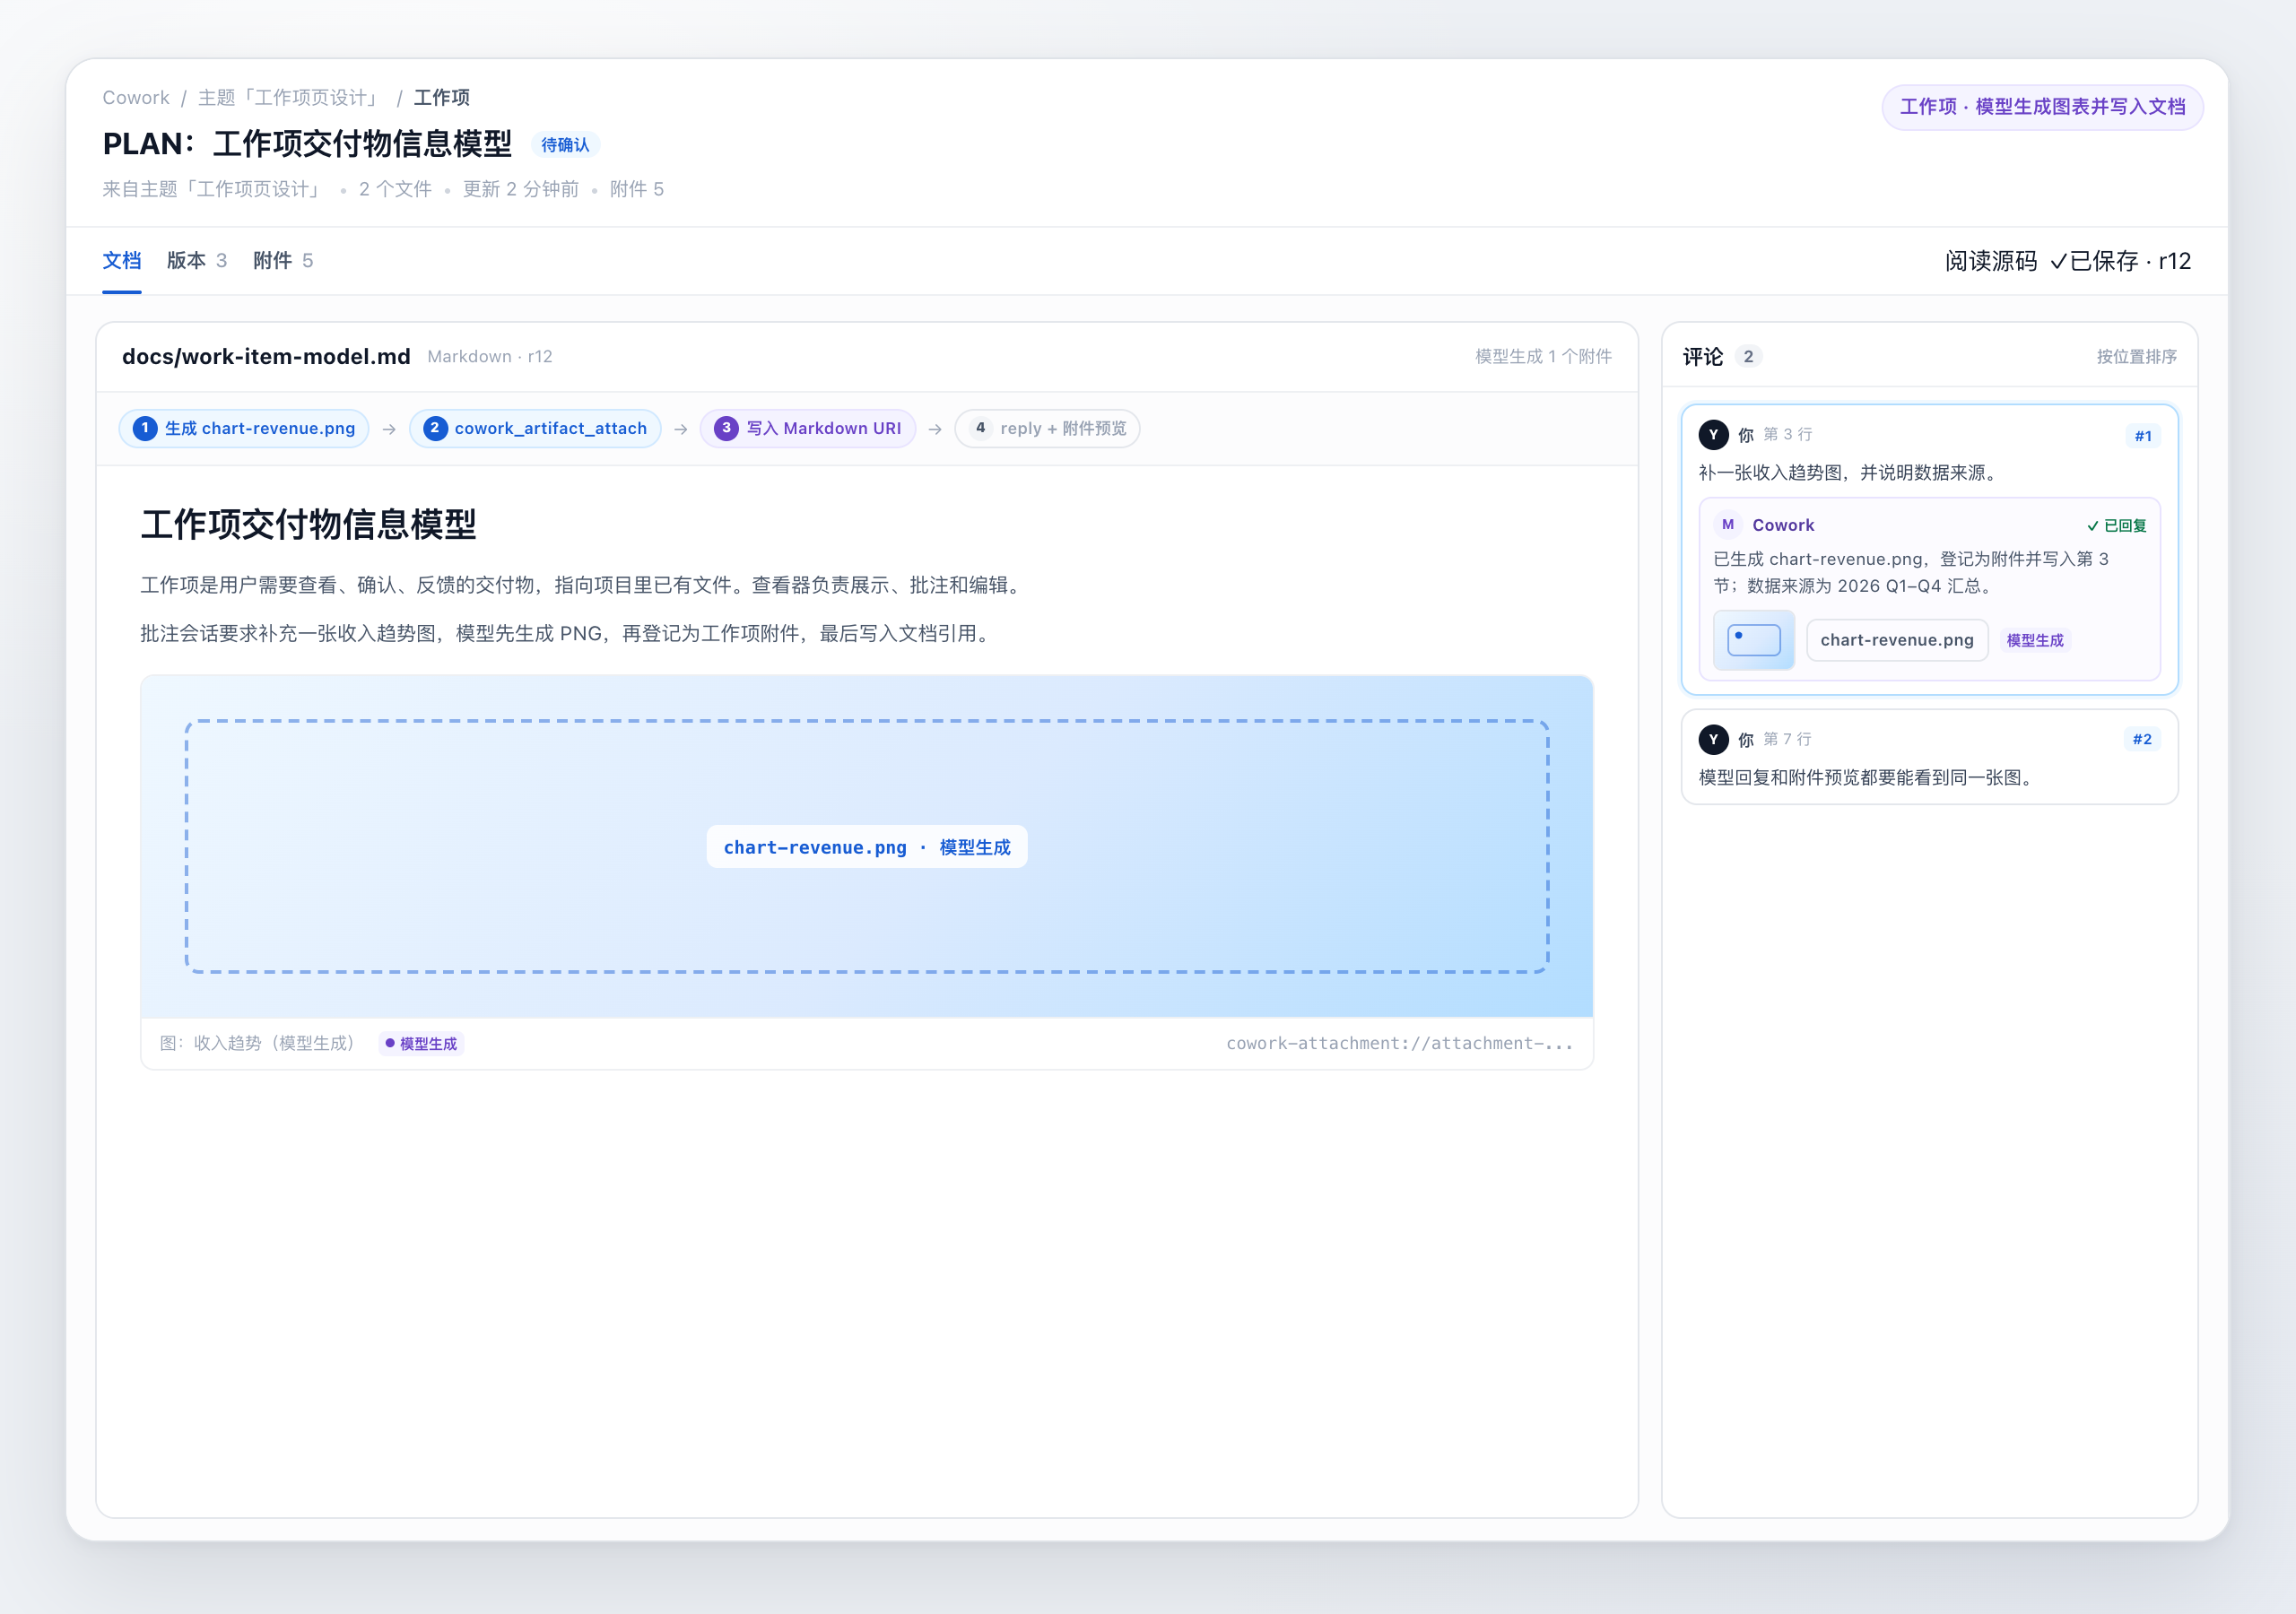 Cowork / 主题「工作项页设计」 / 工作项
工作项 · 模型生成图表并写入文档
PLAN：工作项交付物信息模型 待确认
来自主题「工作项页设计」 • 2 个文件 • 更新 2 分钟前 • 附件 5
文档 版本 3 附件 5
阅读源码 ✓已保存 · r12
docs/work-item-model.md Markdown · r12 模型生成 1 个附件
1 生成 chart-revenue.png → 2 cowork_artifact_attach → 3 写入 Markdown URI → 4 reply + 附件预览
工作项交付物信息模型
工作项是用户需要查看、确认、反馈的交付物，指向项目里已有文件。查看器负责展示、批注和编辑。
批注会话要求补充一张收入趋势图，模型先生成 PNG，再登记为工作项附件，最后写入文档引用。
chart-revenue.png · 模型生成
图：收入趋势（模型生成） 模型生成 cowork-attachment://attachment-...
评论 2 按位置排序
Y 你 第 3 行 #1
补一张收入趋势图，并说明数据来源。
M Cowork ✓ 已回复
已生成 chart-revenue.png，登记为附件并写入第 3
节；数据来源为 2026 Q1–Q4 汇总。
chart-revenue.png 模型生成
Y 你 第 7 行 #2
模型回复和附件预览都要能看到同一张图。